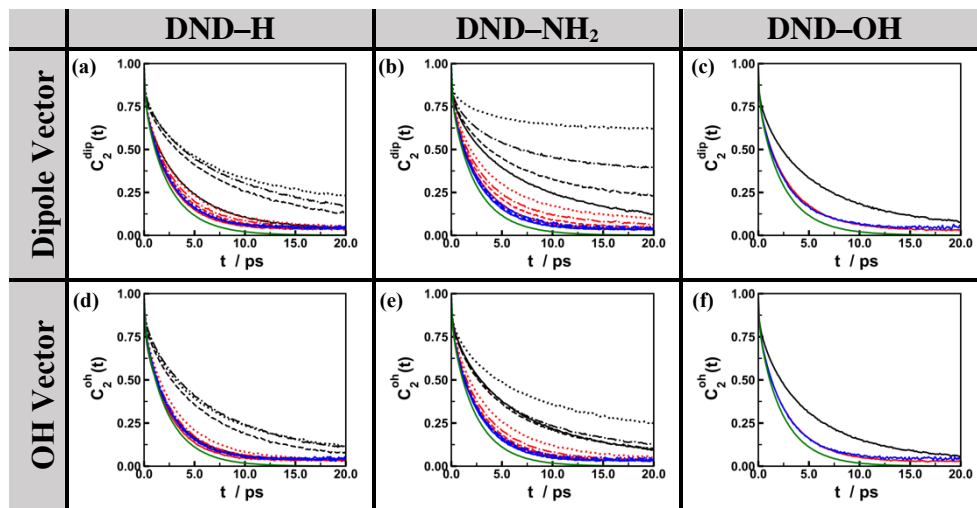 DND–H DND–NH₂ DND–OH
Dipole Vector
(a)
C₂ᵈⁱᵖ(t)
1.00
0.75
0.50
0.25
0.00
0.0 5.0 10.0 15.0 20.0
t / ps
(b)
C₂ᵈⁱᵖ(t)
1.00
0.75
0.50
0.25
0.00
0.0 5.0 10.0 15.0 20.0
t / ps
(c)
C₂ᵈⁱᵖ(t)
1.00
0.75
0.50
0.25
0.00
0.0 5.0 10.0 15.0 20.0
t / ps
OH Vector
(d)
C₂ᵒʰ(t)
1.00
0.75
0.50
0.25
0.00
0.0 5.0 10.0 15.0 20.0
t / ps
(e)
C₂ᵒʰ(t)
1.00
0.75
0.50
0.25
0.00
0.0 5.0 10.0 15.0 20.0
t / ps
(f)
C₂ᵒʰ(t)
1.00
0.75
0.50
0.25
0.00
0.0 5.0 10.0 15.0 20.0
t / ps